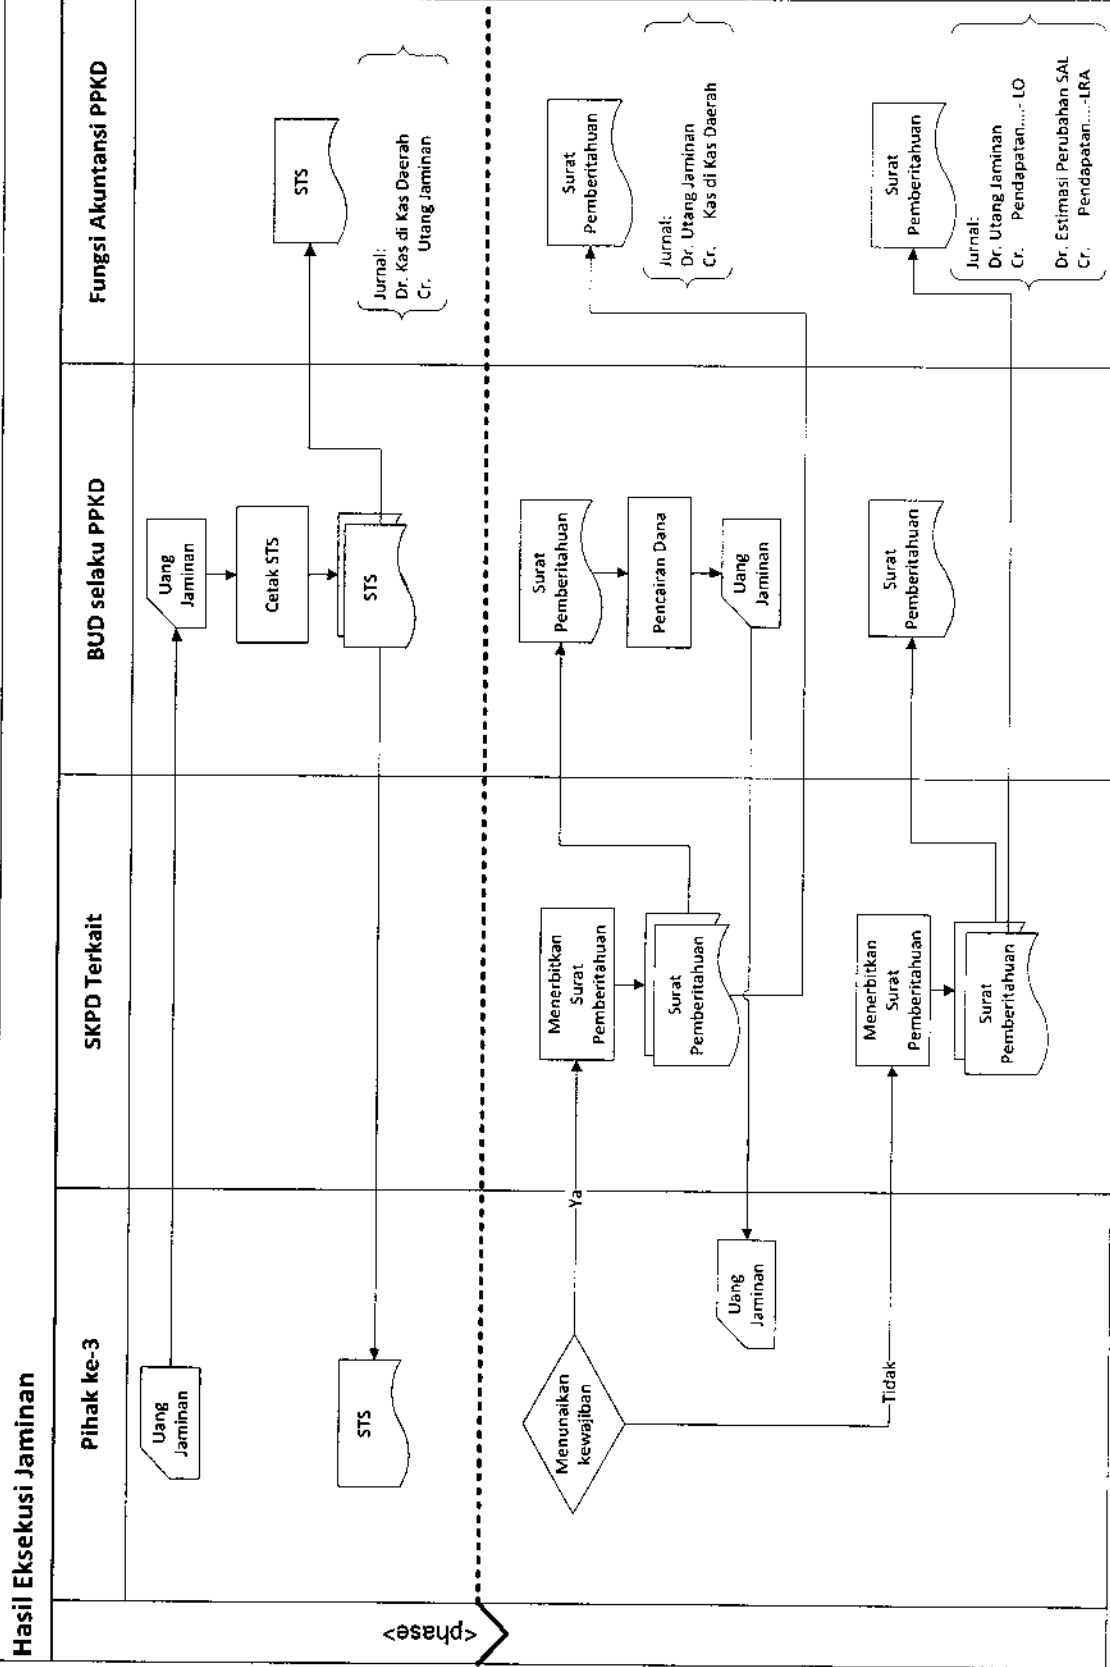 Hasil Eksekusi Jaminan
Pihak ke-3
SKPD Terkait
BUD selaku PPKD
Fungsi Akuntansi PPKD
<phase>
Uang
Jaminan
Uang
Jaminan
Cetak STS
STS
STS
STS
Jurnal:
Dr. Kas di Kas Daerah
Cr. Utang Jaminan
Menunaikan
kewajiban
Ya
Tidak
Menerbitkan
Surat
Pemberitahuan
Surat
Pemberitahuan
Surat
Pemberitahuan
Pencairan Dana
Uang
Jaminan
Uang
Jaminan
Surat
Pemberitahuan
Jurnal:
Dr. Utang Jaminan
Cr. Kas di Kas Daerah
Menerbitkan
Surat
Pemberitahuan
Surat
Pemberitahuan
Surat
Pemberitahuan
Surat
Pemberitahuan
Jurnal:
Dr. Utang Jaminan
Cr. Pendapatan....- LO
Dr. Estimasi Perubahan SAL
Cr. Pendapatan....-LRA